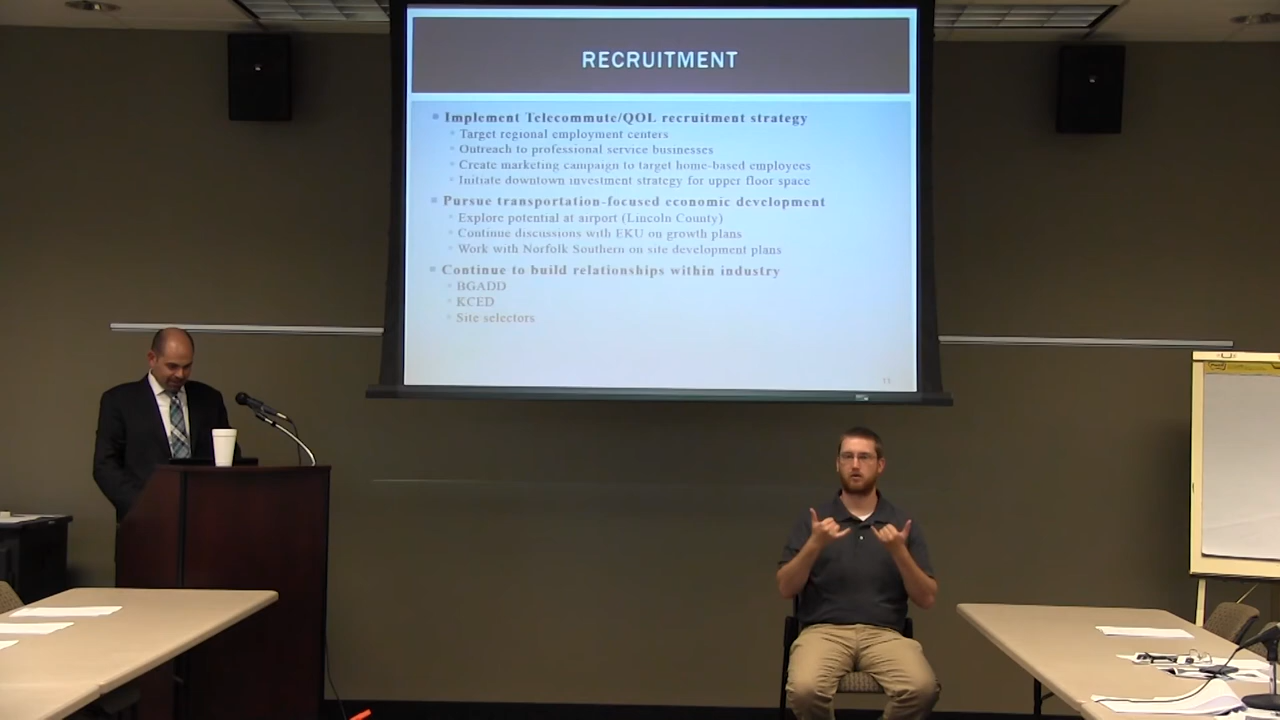 RECRUITMENT
Implement Telecommute/QOL recruitment strategy
Target regional employment centers
Outreach to professional service businesses
Create marketing campaign to target home-based employees
Initiate downtown investment strategy for upper floor space
Pursue transportation-focused economic development
Explore potential at airport (Lincoln County)
Continue discussions with EKU on growth plans
Work with Norfolk Southern on site development plans
Continue to build relationships within industry
BGADD
KCED
Site selectors